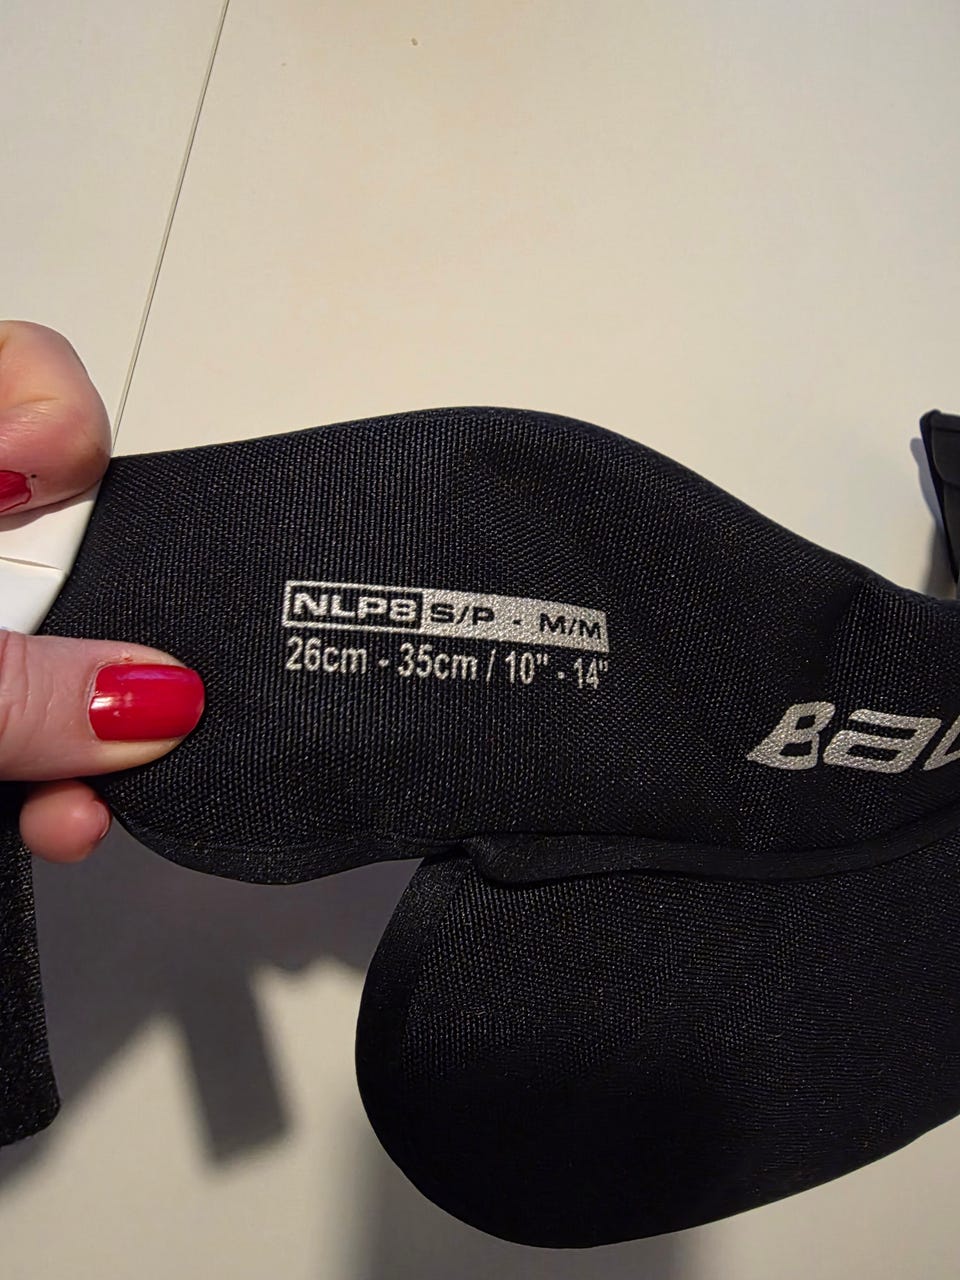 NLP8 S/P - M/M
26cm - 35cm / 10" - 14"